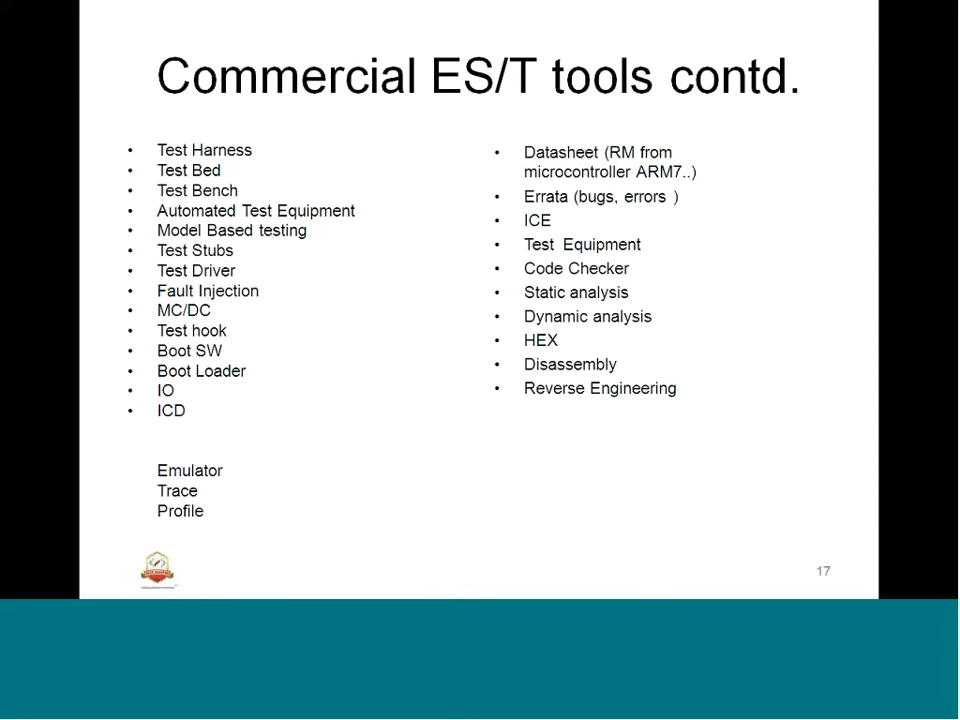 Commercial ES/T tools contd.
• Test Harness
• Test Bed
• Test Bench
• Automated Test Equipment
• Model Based testing
• Test Stubs
• Test Driver
• Fault Injection
• MC/DC
• Test hook
• Boot SW
• Boot Loader
• IO
• ICD
Emulator
Trace
Profile
• Datasheet (RM from
microcontroller ARM7..)
• Errata (bugs, errors )
• ICE
• Test Equipment
• Code Checker
• Static analysis
• Dynamic analysis
• HEX
• Disassembly
• Reverse Engineering
17